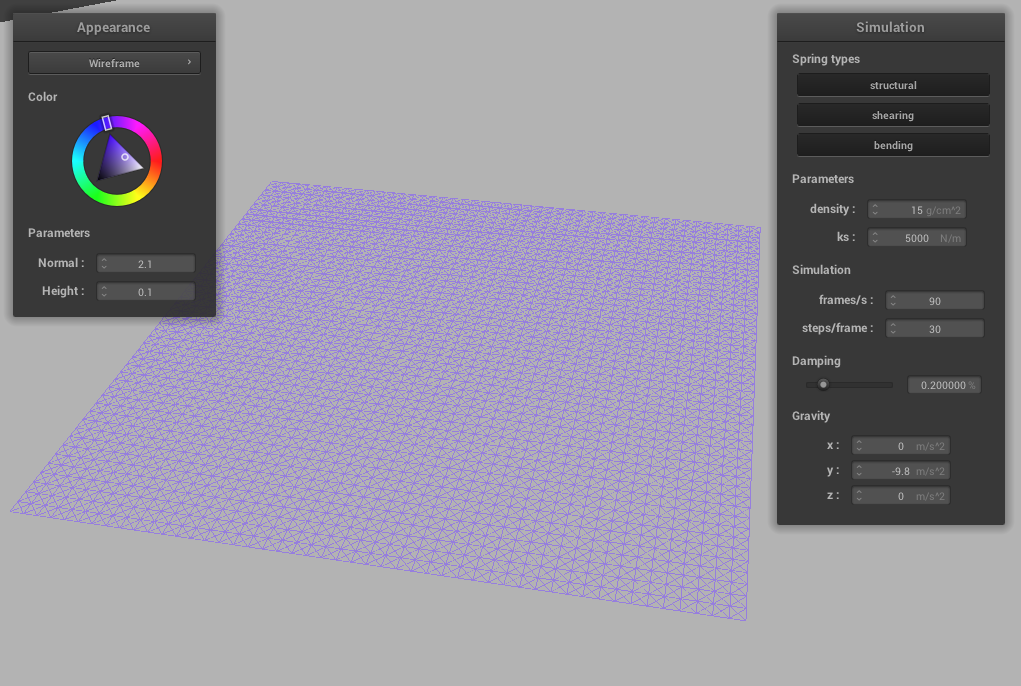 Appearance
Wireframe ›
Color
Parameters
Normal : 2.1
Height : 0.1
Simulation
Spring types
structural
shearing
bending
Parameters
density : 15 g/cm^2
ks : 5000 N/m
Simulation
frames/s : 90
steps/frame : 30
Damping
0.200000 %
Gravity
x : 0 m/s^2
y : -9.8 m/s^2
z : 0 m/s^2